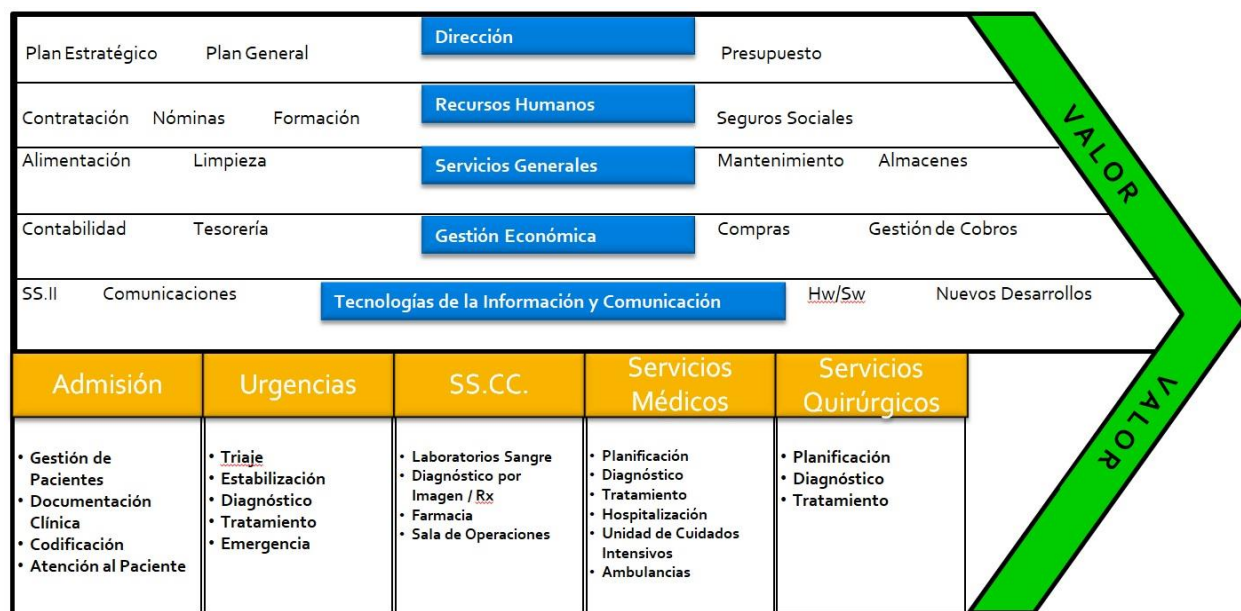 Plan Estratégico Plan General Dirección Presupuesto
Contratación Nóminas Formación Recursos Humanos Seguros Sociales
Alimentación Limpieza Servicios Generales Mantenimiento Almacenes
Contabilidad Tesorería Gestión Económica Compras Gestión de Cobros
SS.II Comunicaciones Tecnologías de la Información y Comunicación Hw/Sw Nuevos Desarrollos
VALOR
VALOR
Admisión
• Gestión de
Pacientes
• Documentación
Clínica
• Codificación
• Atención al Paciente
Urgencias
• Triaje
• Estabilización
• Diagnóstico
• Tratamiento
• Emergencia
SS.CC.
• Laboratorios Sangre
• Diagnóstico por
Imagen / Rx
• Farmacia
• Sala de Operaciones
Servicios
Médicos
• Planificación
• Diagnóstico
• Tratamiento
• Hospitalización
• Unidad de Cuidados
Intensivos
• Ambulancias
Servicios
Quirúrgicos
• Planificación
• Diagnóstico
• Tratamiento